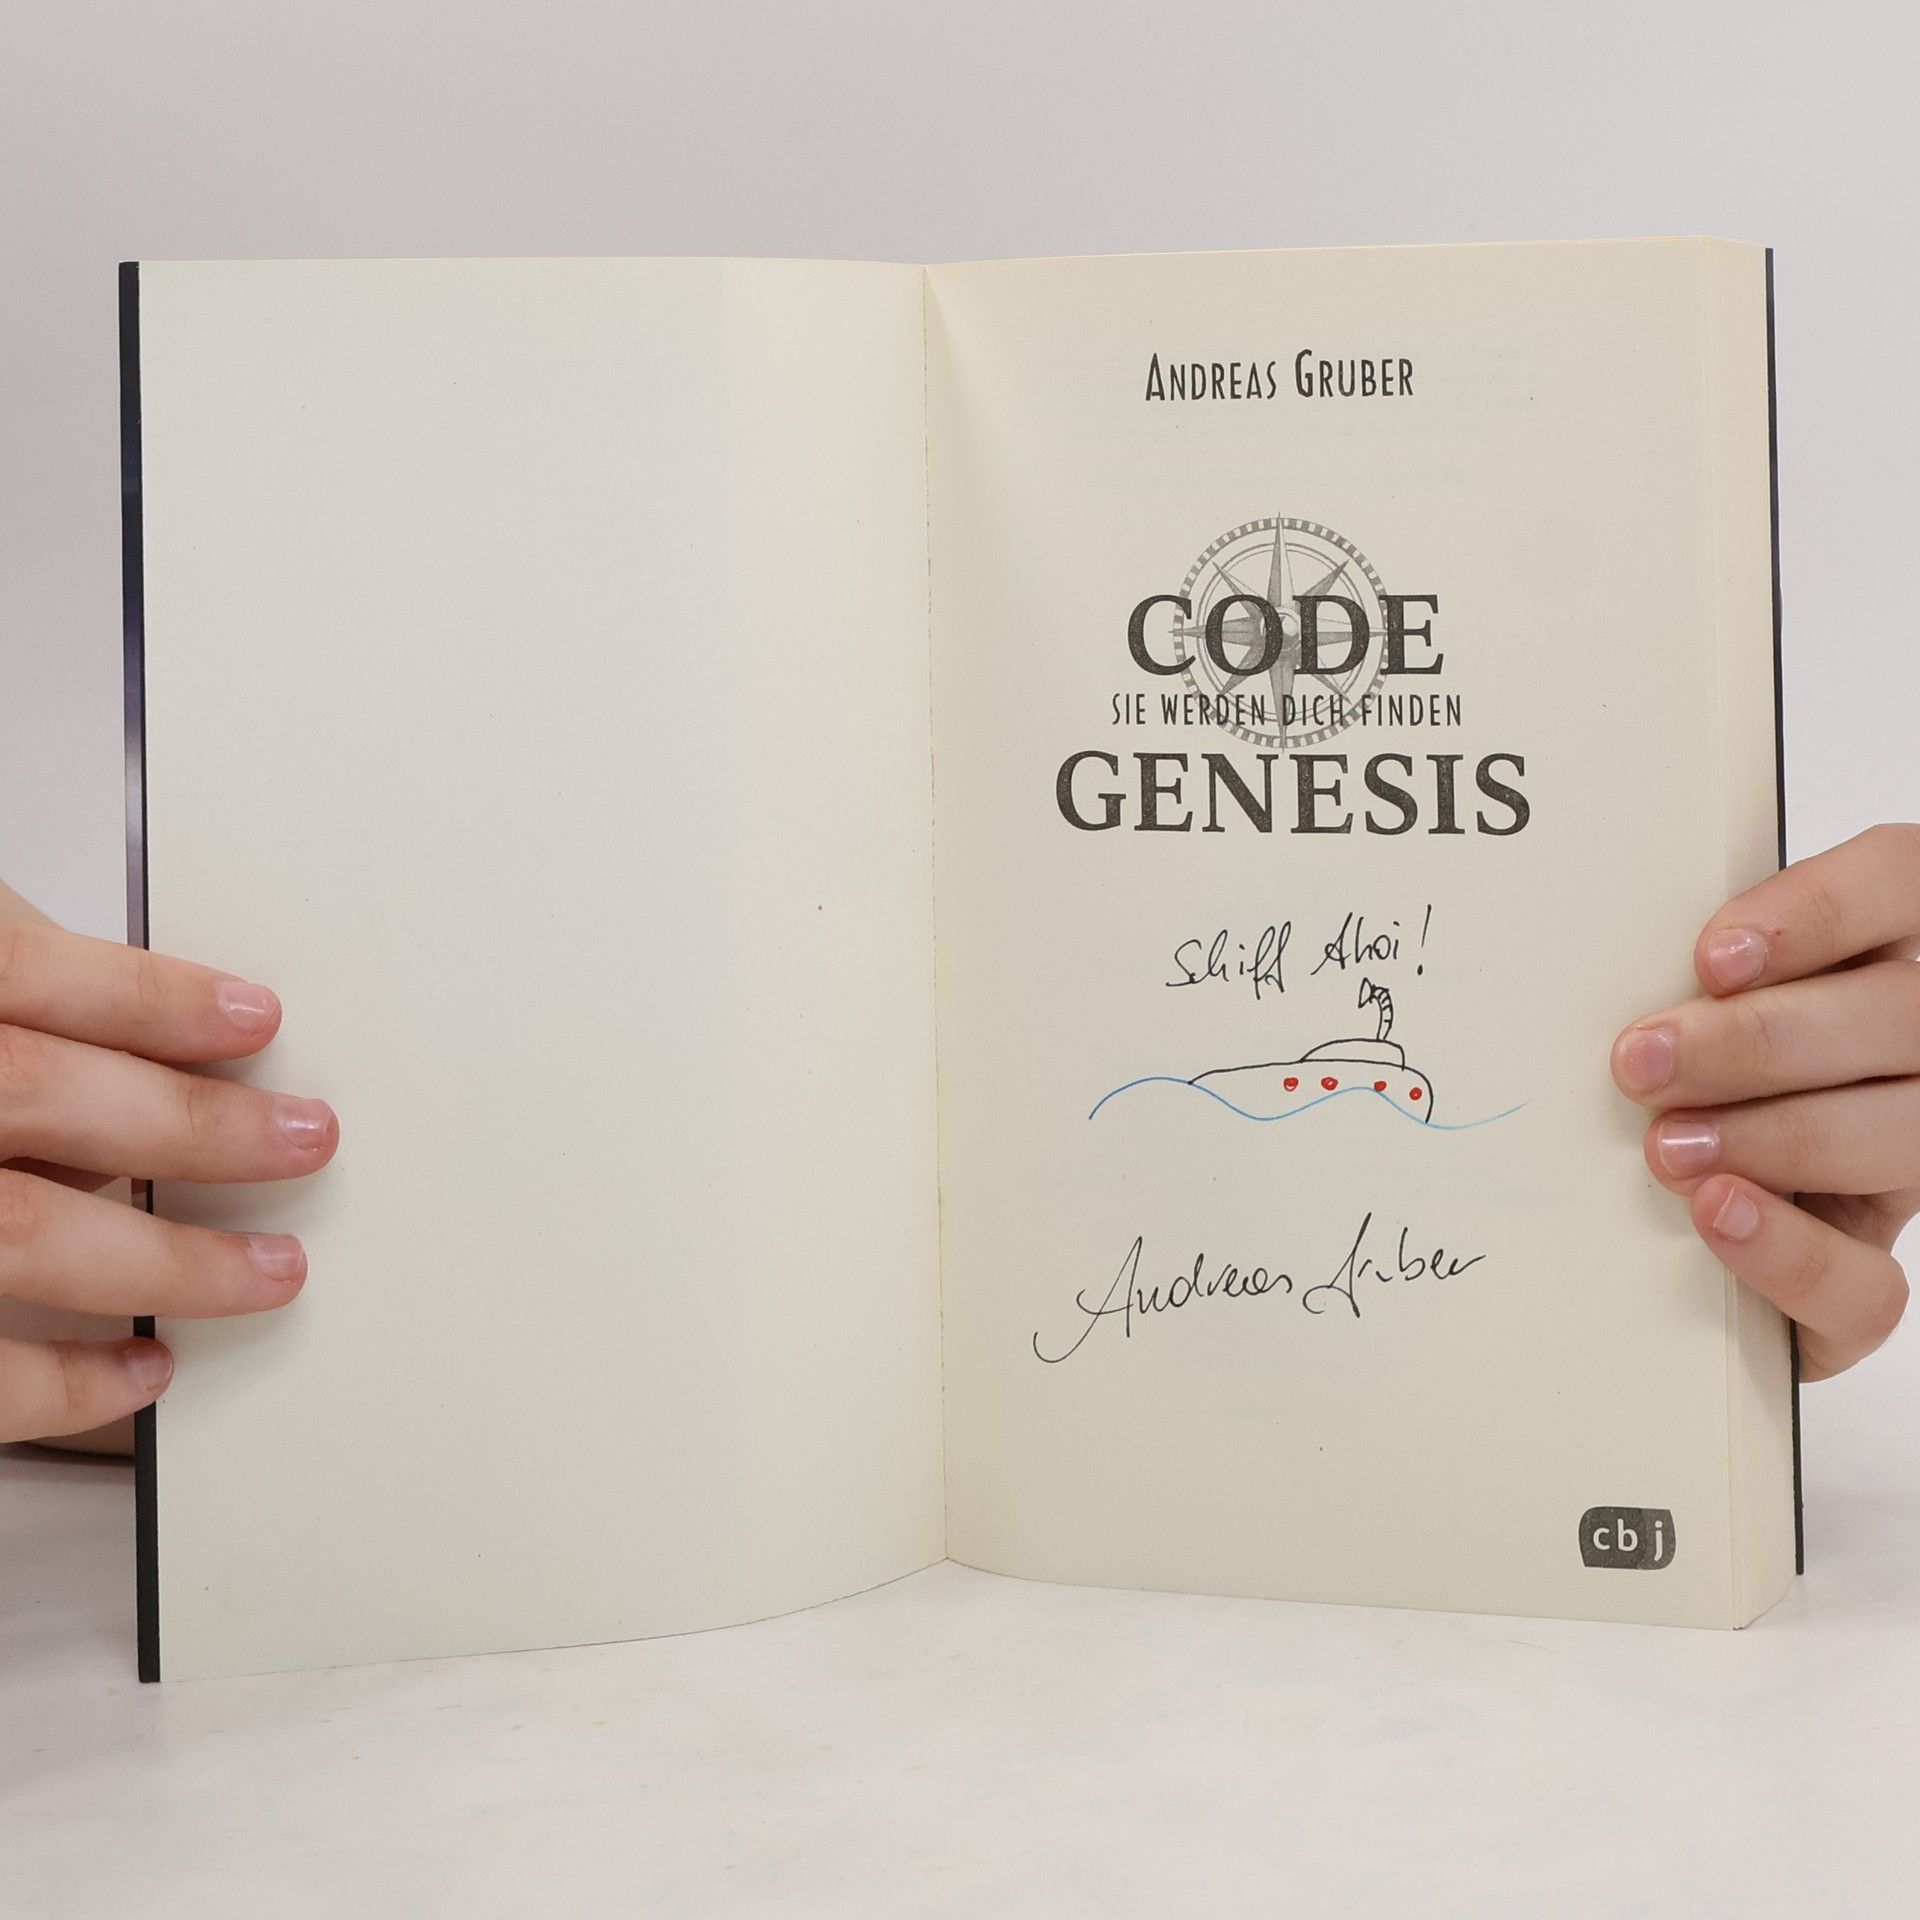 ANDREAS GRUBER
CODE
SIE WERDEN DICH FINDEN
GENESIS
Schiff Ahoi!
Andreas Gruber
cbj